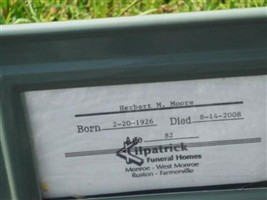 Herbert M. Moore
Born 2-20-1926 Died 8-14-2008
Age 82
Kilpatrick
Funeral Homes
Monroe - West Monroe
Ruston - Farmerville